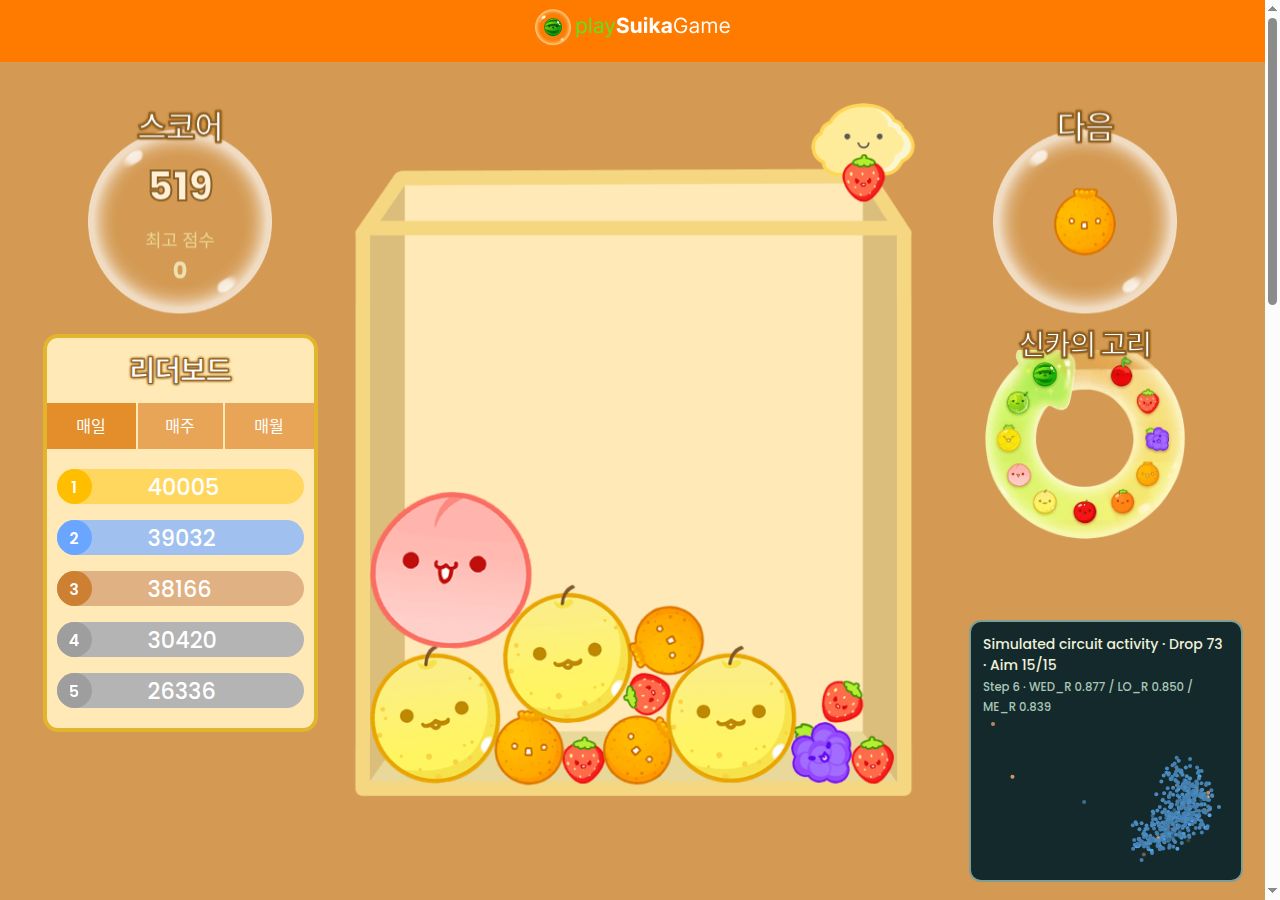 playSuikaGame
스코어
519
최고 점수
0
다음
신카의 고리
리더보드
매일 매주 매월
1 40005
2 39032
3 38166
4 30420
5 26336
Simulated circuit activity · Drop 73
· Aim 15/15
Step 6 · WED_R 0.877 / LO_R 0.850 /
ME_R 0.839